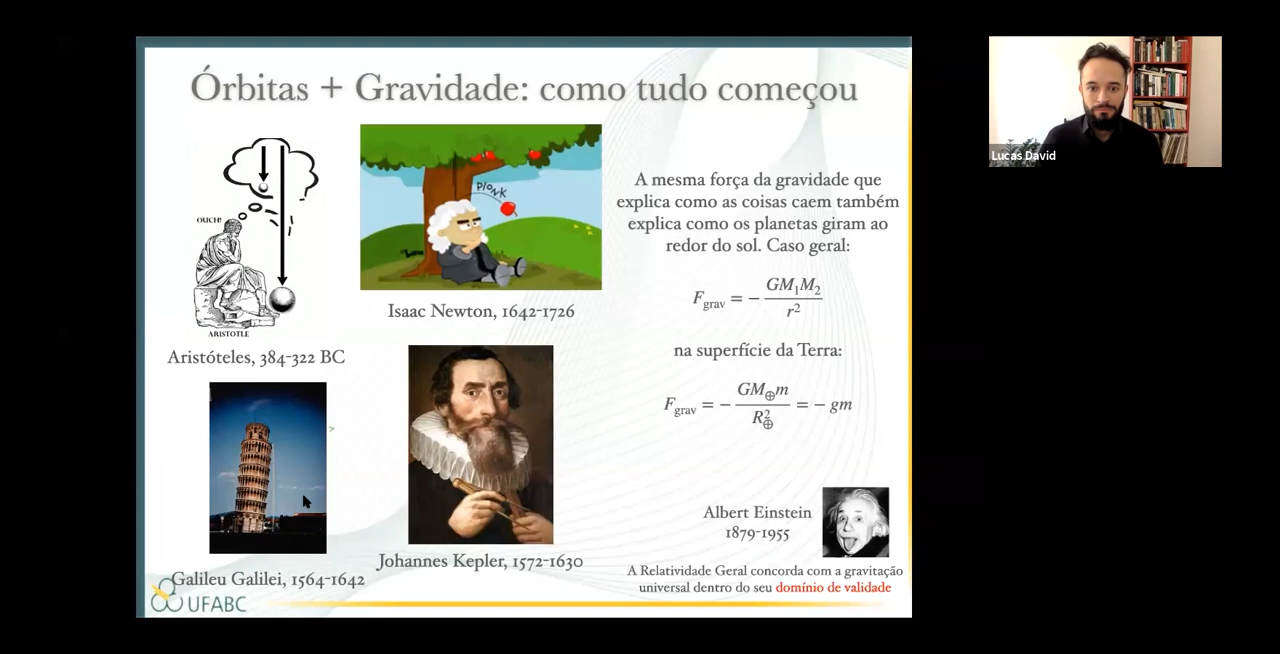 Órbitas + Gravidade: como tudo começou
OUCH!
ARISTOTLE
Aristóteles, 384-322 BC
PLONK
Isaac Newton, 1642-1726
Galileu Galilei, 1564-1642
Johannes Kepler, 1572-1630
A mesma força da gravidade que
explica como as coisas caem também
explica como os planetas giram ao
redor do sol. Caso geral:
F_grav = − GM₁M₂ / r²
na superfície da Terra:
F_grav = − GM⊕m / R⊕² = − gm
Albert Einstein
1879-1955
A Relatividade Geral concorda com a gravitação
universal dentro do seu domínio de validade
UFABC
Lucas David